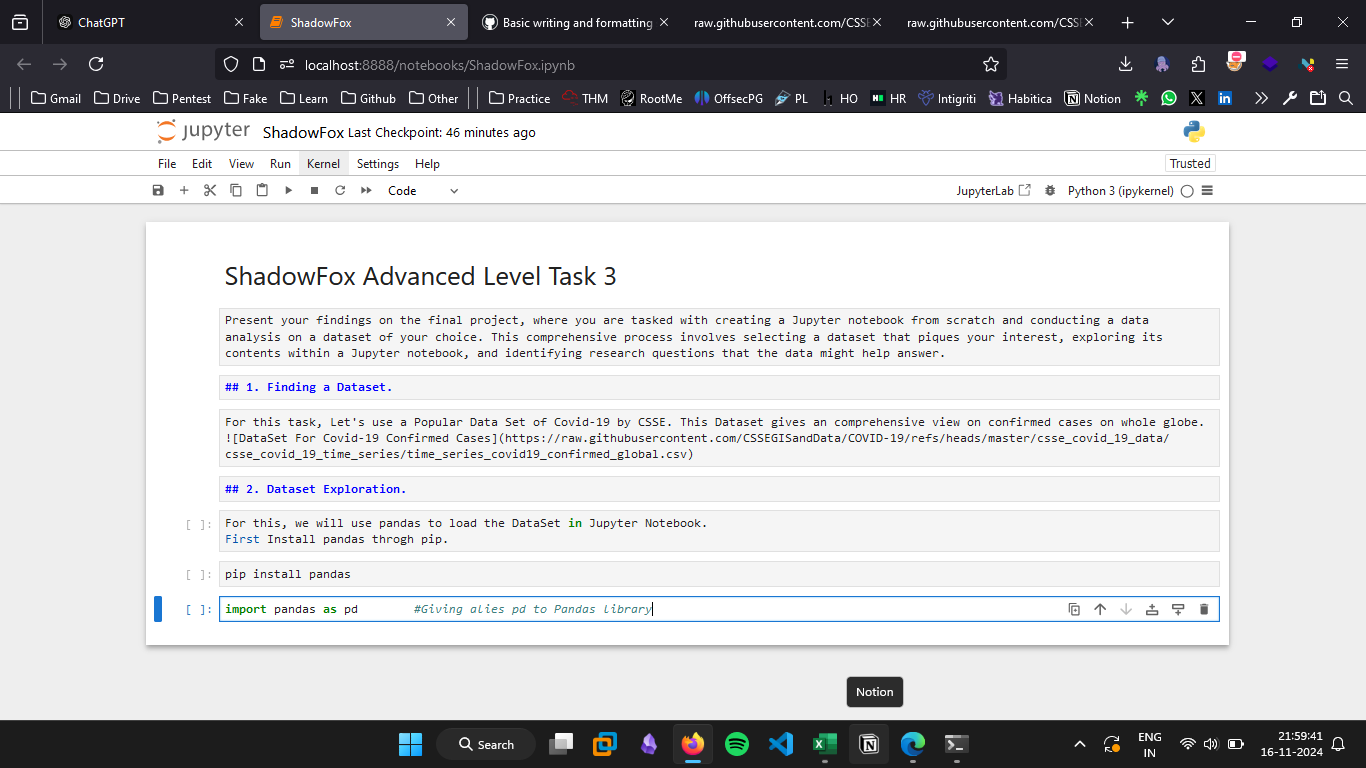 ChatGPT
ShadowFox
Basic writing and formatting
raw.githubusercontent.com/CSSE
raw.githubusercontent.com/CSS
localhost:8888/notebooks/ShadowFox.ipynb
Gmail Drive Pentest Fake Learn Github Other Practice THM RootMe OffsecPG PL HO HR Intigriti Habitica Notion
jupyter ShadowFox Last Checkpoint: 46 minutes ago
File Edit View Run Kernel Settings Help Trusted
Code JupyterLab Python 3 (ipykernel)
ShadowFox Advanced Level Task 3
Present your findings on the final project, where you are tasked with creating a Jupyter notebook from scratch and conducting a data
analysis on a dataset of your choice. This comprehensive process involves selecting a dataset that piques your interest, exploring its
contents within a Jupyter notebook, and identifying research questions that the data might help answer.
## 1. Finding a Dataset.
For this task, Let's use a Popular Data Set of Covid-19 by CSSE. This Dataset gives an comprehensive view on confirmed cases on whole globe.
![DataSet For Covid-19 Confirmed Cases](https://raw.githubusercontent.com/CSSEGISandData/COVID-19/refs/heads/master/csse_covid_19_data/
csse_covid_19_time_series/time_series_covid19_confirmed_global.csv)
## 2. Dataset Exploration.
[ ]: For this, we will use pandas to load the DataSet in Jupyter Notebook.
First Install pandas throgh pip.
[ ]: pip install pandas
[ ]: import pandas as pd #Giving alies pd to Pandas library
Notion
Search
ENG
IN
21:59:41
16-11-2024